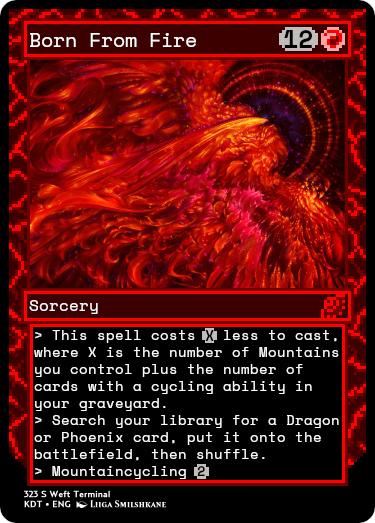 Born From Fire 12
Sorcery
> This spell costs X less to cast,
where X is the number of Mountains
you control plus the number of
cards with a cycling ability in
your graveyard.
> Search your library for a Dragon
or Phoenix card, put it onto the
battlefield, then shuffle.
> Mountaincycling 2
323 S Weft Terminal
KDT • ENG Liiga Smilshkane